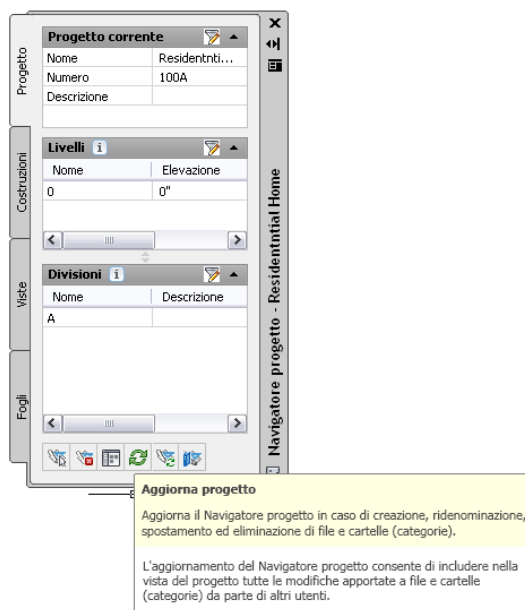 Progetto
Costruzioni
Viste
Fogli
Progetto corrente
Nome Residentnti...
Numero 100A
Descrizione
Livelli i
Nome Elevazione
0 0"
Divisioni i
Nome Descrizione
A
Navigatore progetto - Residentntial Home
Aggiorna progetto
Aggiorna il Navigatore progetto in caso di creazione, ridenominazione,
spostamento ed eliminazione di file e cartelle (categorie).
L'aggiornamento del Navigatore progetto consente di includere nella
vista del progetto tutte le modifiche apportate a file e cartelle
(categorie) da parte di altri utenti.